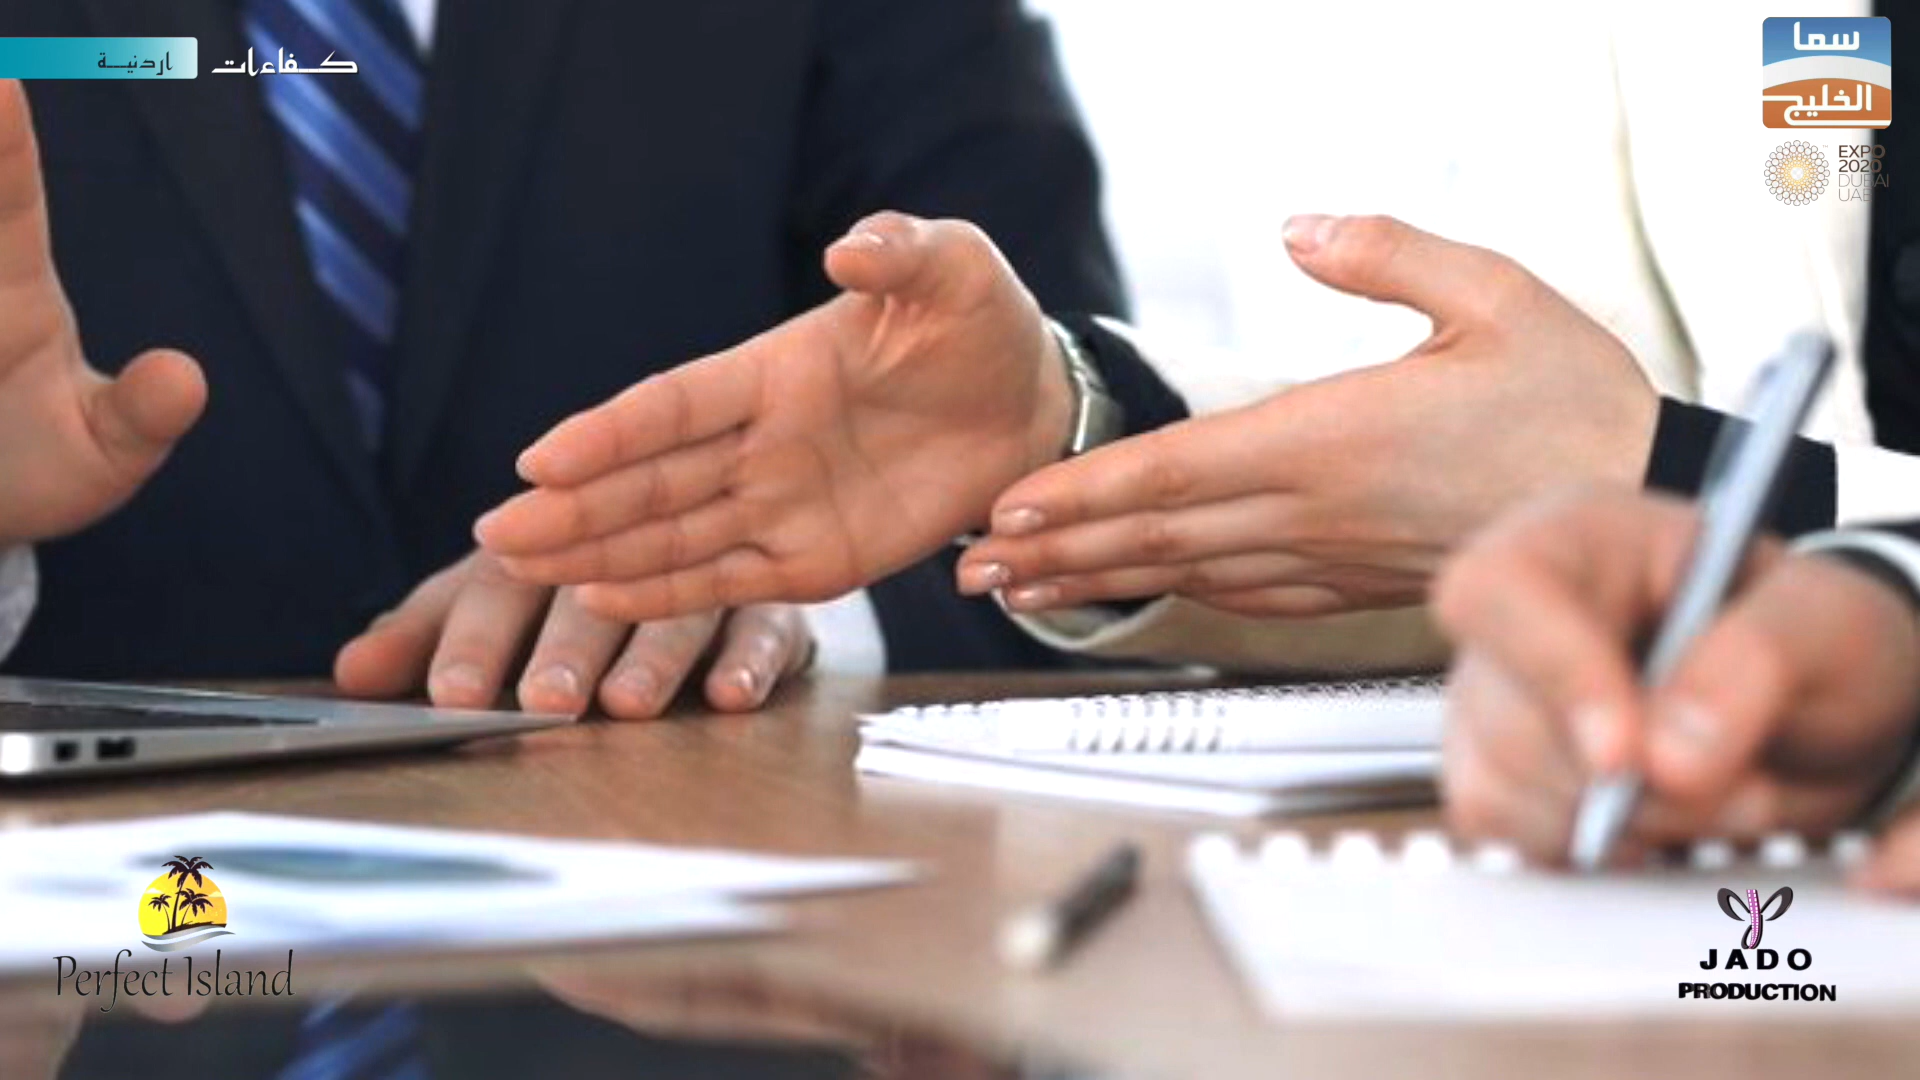 كفاءات اردنية
سما
الخليج
EXPO
2020
DUBAI
UAE
Perfect Island
JADO
PRODUCTION